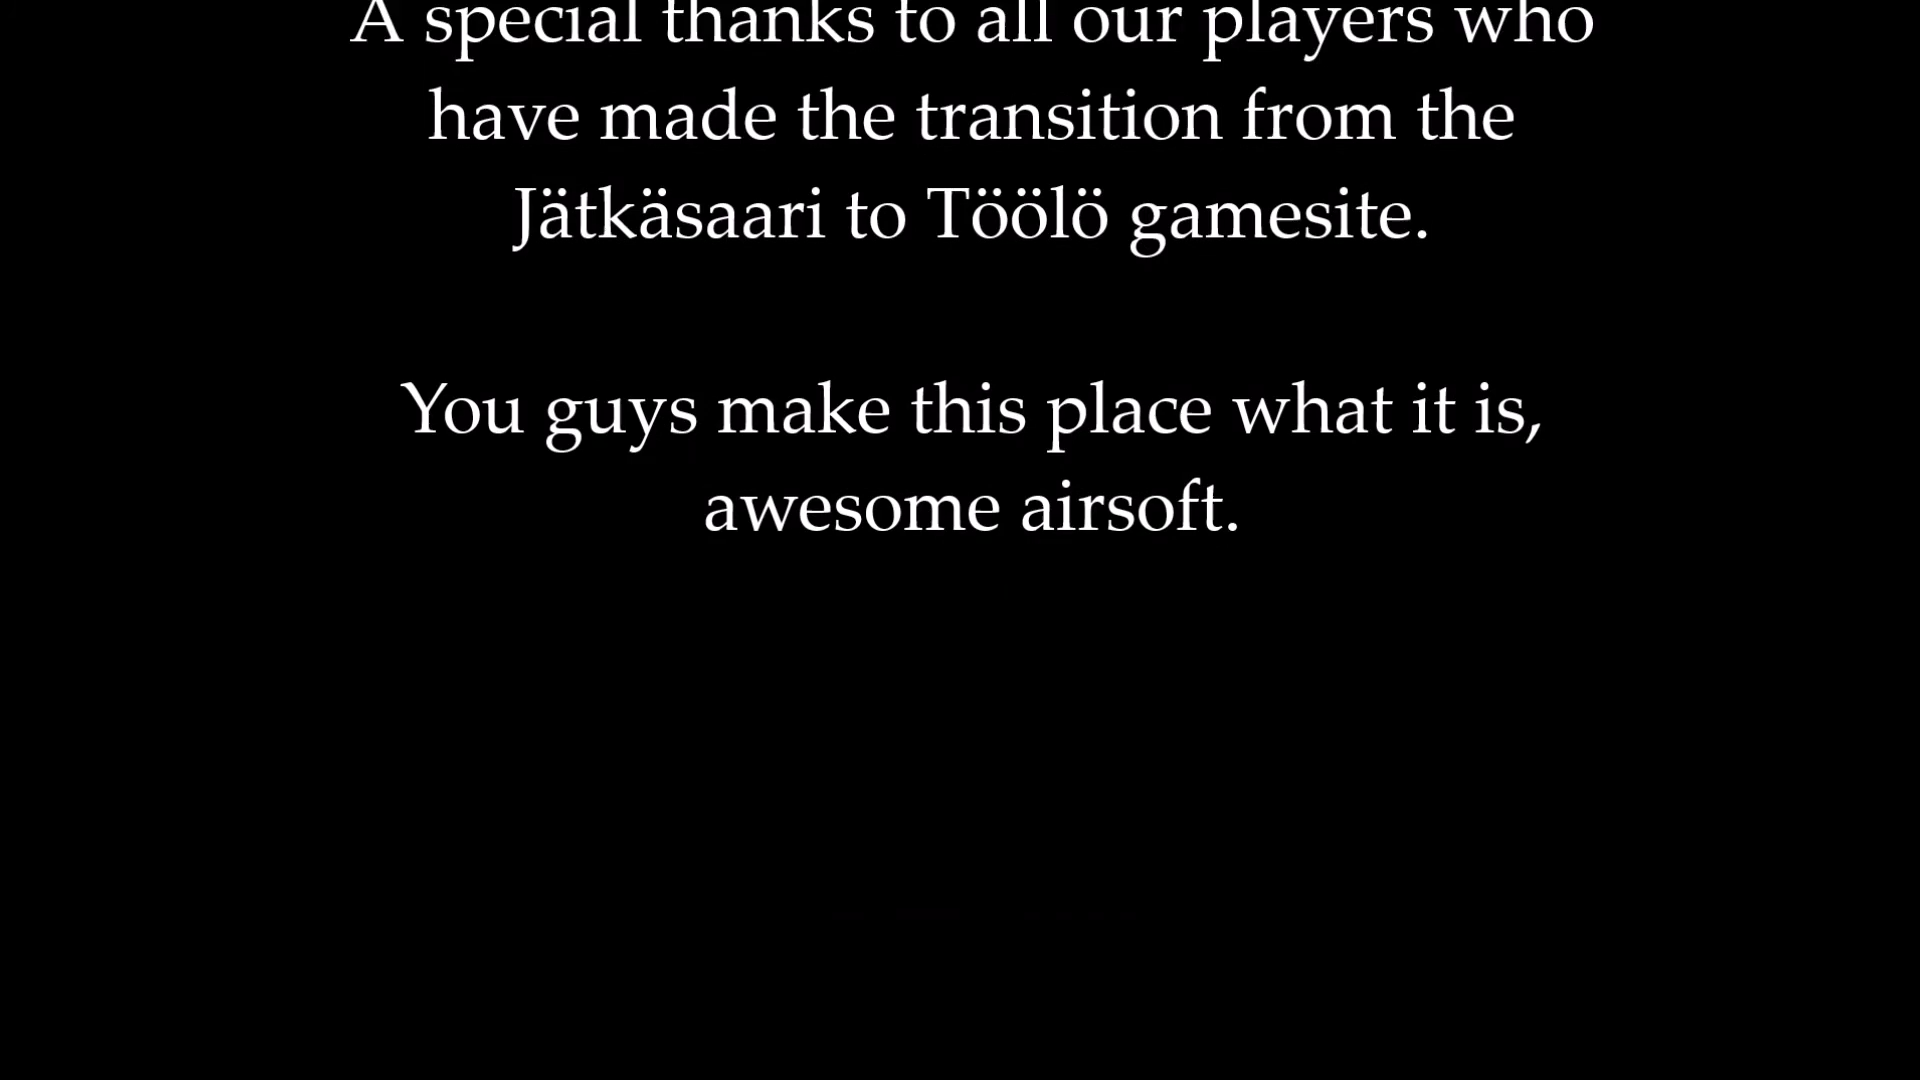 A special thanks to all our players who
have made the transition from the
Jätkäsaari to Töölö gamesite.
You guys make this place what it is,
awesome airsoft.